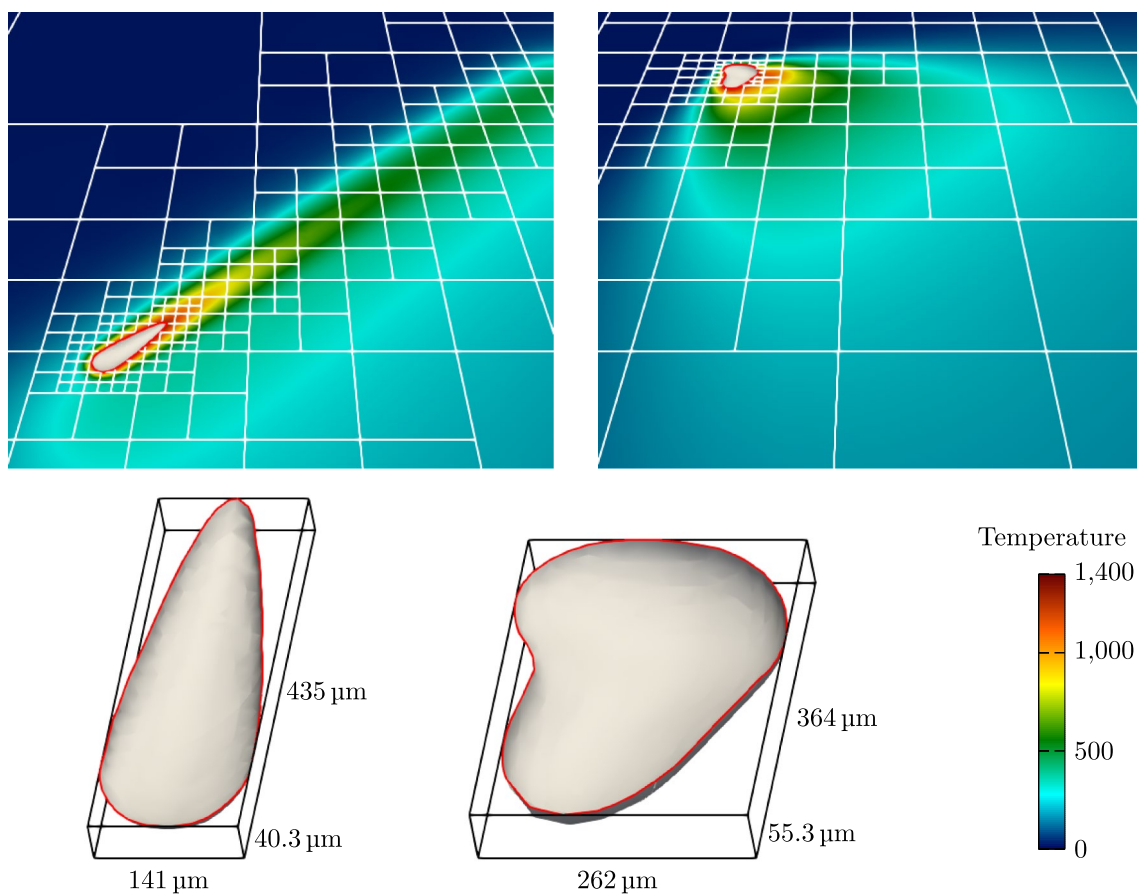 Temperature
1,400
1,000
500
0
435 µm
40.3 µm
141 µm
364 µm
55.3 µm
262 µm